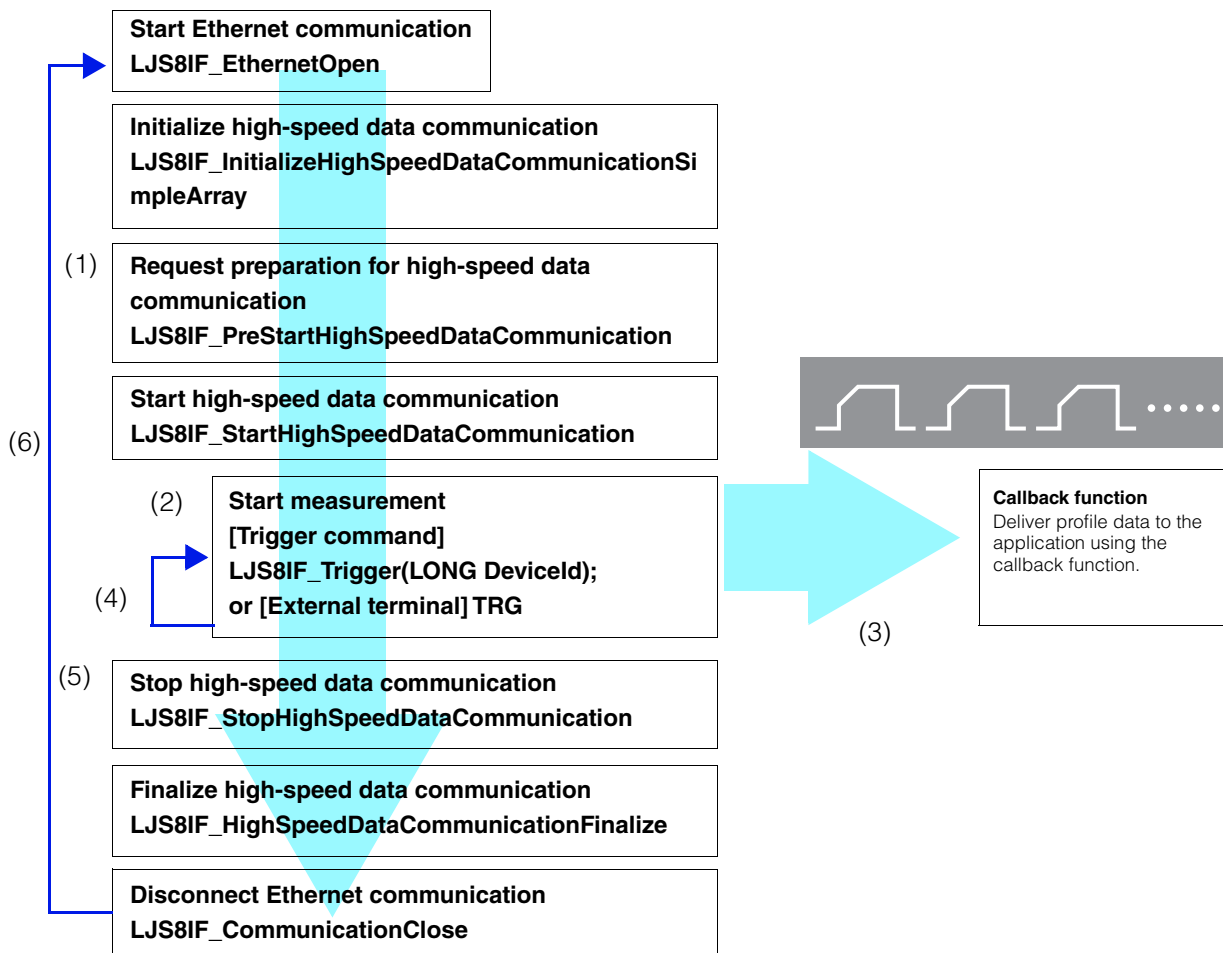 Start Ethernet communication
LJS8IF_EthernetOpen
Initialize high-speed data communication
LJS8IF_InitializeHighSpeedDataCommunicationSi
mpleArray
(1)
Request preparation for high-speed data
communication
LJS8IF_PreStartHighSpeedDataCommunication
Start high-speed data communication
LJS8IF_StartHighSpeedDataCommunication
(6)
(2)
Start measurement
[Trigger command]
LJS8IF_Trigger(LONG DeviceId);
or [External terminal] TRG
(4)
Callback function
Deliver profile data to the
application using the
callback function.
(3)
(5)
Stop high-speed data communication
LJS8IF_StopHighSpeedDataCommunication
Finalize high-speed data communication
LJS8IF_HighSpeedDataCommunicationFinalize
Disconnect Ethernet communication
LJS8IF_CommunicationClose